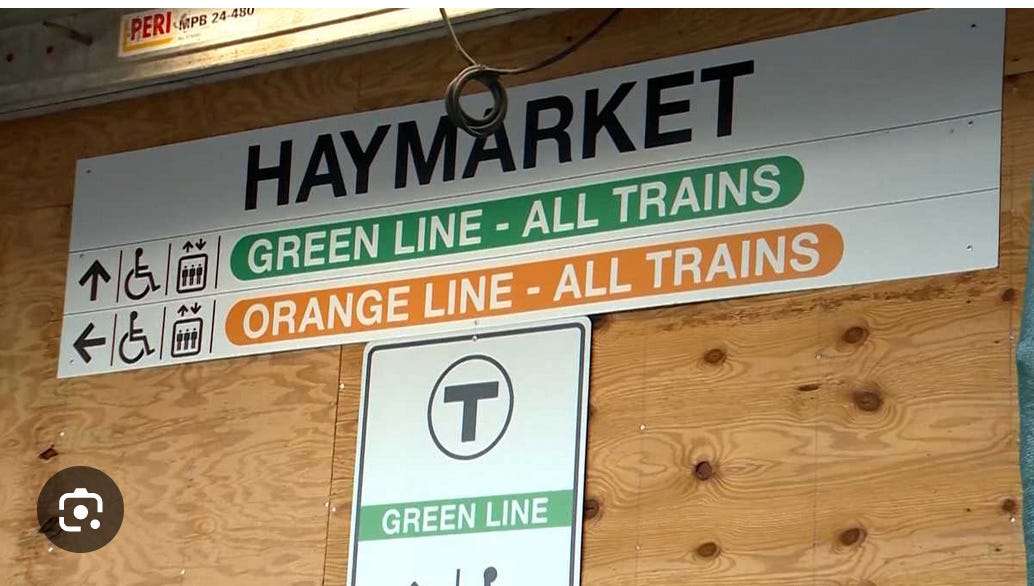 PERI MPB 24-480
HAYMARKET
GREEN LINE - ALL TRAINS
ORANGE LINE - ALL TRAINS
T
GREEN LINE